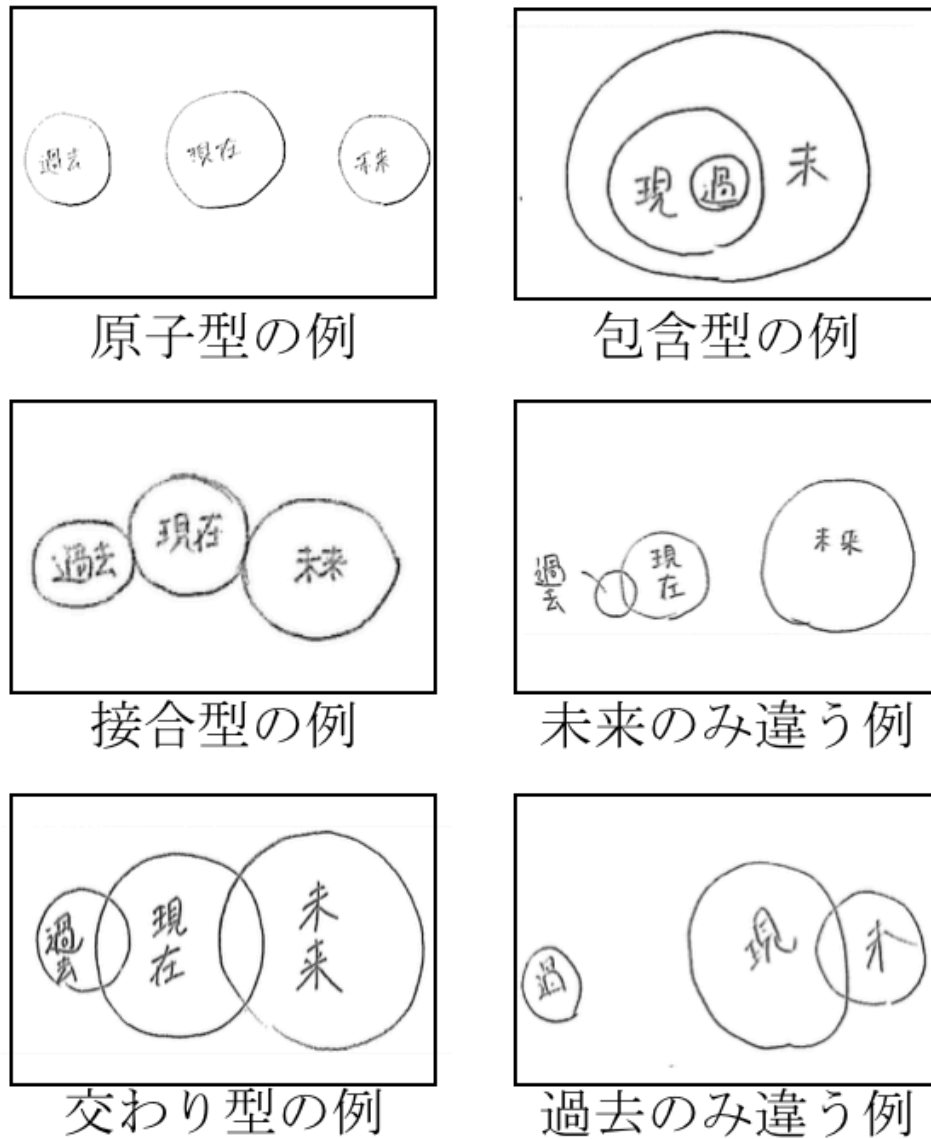 過去
現在
未来
原子型の例
現
過
未
包含型の例
過去
現在
未来
接合型の例
過去
現在
未来
未来のみ違う例
過去
現在
未来
交わり型の例
過
現
未
過去のみ違う例